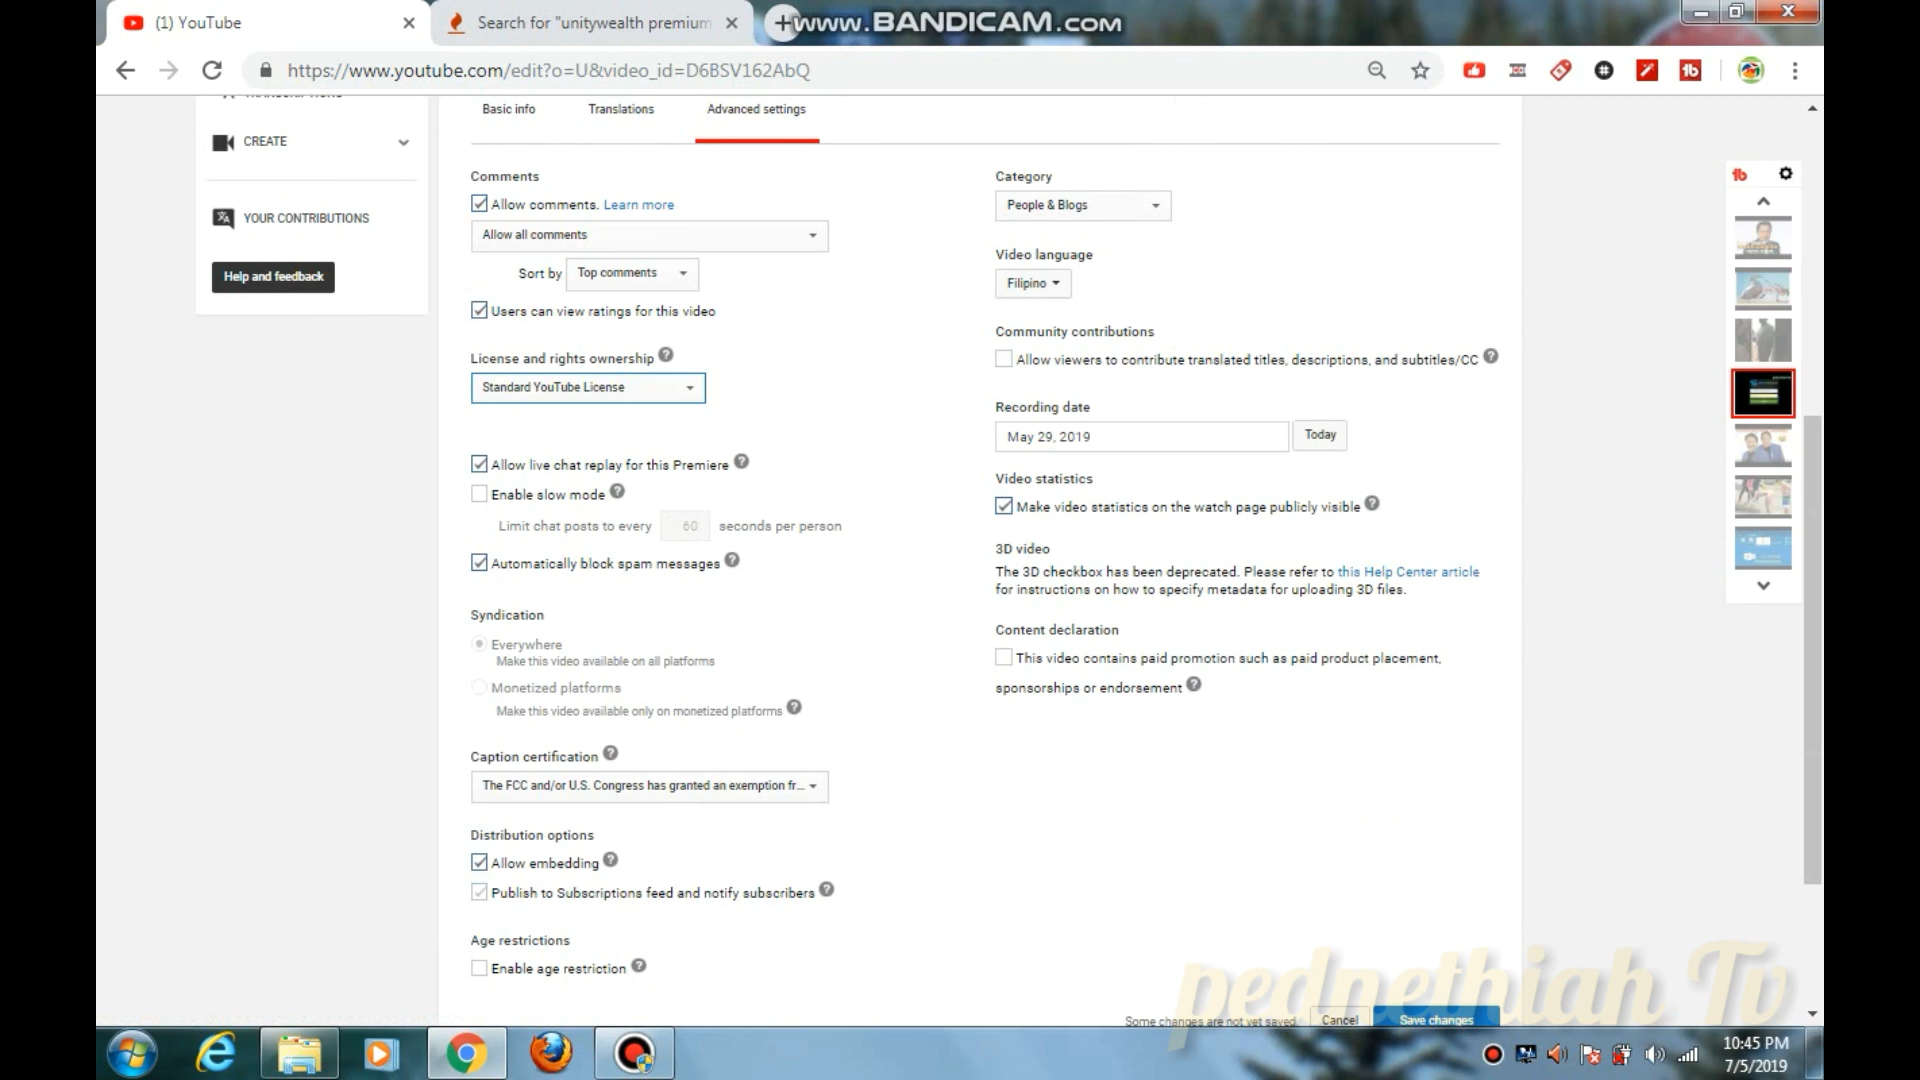 (1) YouTube
Search for "unitywealth premium
www.BANDICAM.com
https://www.youtube.com/edit?o=U&video_id=D6BSV162AbQ
CREATE
YOUR CONTRIBUTIONS
Help and feedback
Basic info
Translations
Advanced settings
Comments
Allow comments. Learn more
Allow all comments
Sort by Top comments
Users can view ratings for this video
License and rights ownership
Standard YouTube License
Allow live chat replay for this Premiere
Enable slow mode
Limit chat posts to every 60 seconds per person
Automatically block spam messages
Syndication
Everywhere
Make this video available on all platforms
Monetized platforms
Make this video available only on monetized platforms
Caption certification
The FCC and/or U.S. Congress has granted an exemption fr...
Distribution options
Allow embedding
Publish to Subscriptions feed and notify subscribers
Age restrictions
Enable age restriction
Category
People & Blogs
Video language
Filipino
Community contributions
Allow viewers to contribute translated titles, descriptions, and subtitles/CC
Recording date
May 29, 2019 Today
Video statistics
Make video statistics on the watch page publicly visible
3D video
The 3D checkbox has been deprecated. Please refer to this Help Center article
for instructions on how to specify metadata for uploading 3D files.
Content declaration
This video contains paid promotion such as paid product placement,
sponsorships or endorsement
Some changes are not yet saved. Cancel Save changes
pednethiah Tv
10:45 PM
7/5/2019